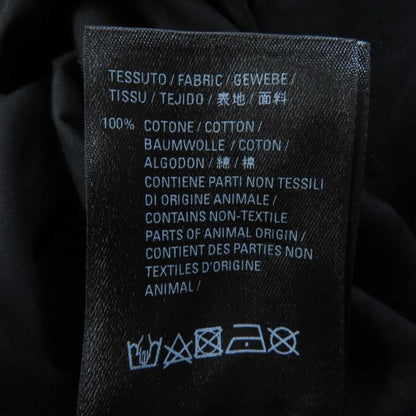 TESSUTO / FABRIC / GEWEBE /
TISSU / TEJIDO / 表地 / 面料
100% COTONE / COTTON /
BAUMWOLLE / COTON /
ALGODON / 綿 / 棉
CONTIENE PARTI NON TESSILI
DI ORIGINE ANIMALE /
CONTAINS NON-TEXTILE
PARTS OF ANIMAL ORIGIN /
CONTIENT DES PARTIES NON
TEXTILES D'ORIGINE
ANIMAL /